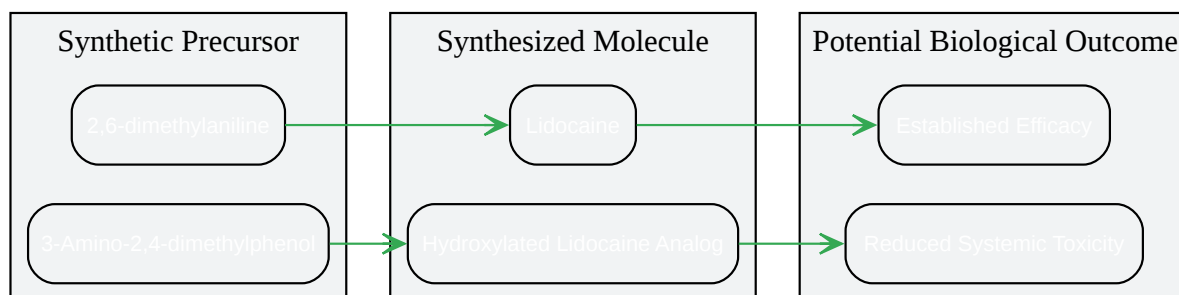 Synthetic Precursor
Synthesized Molecule
Potential Biological Outcome
2,6-dimethylaniline
Lidocaine
Established Efficacy
3-Amino-2,4-dimethylphenol
Hydroxylated Lidocaine Analog
Reduced Systemic Toxicity